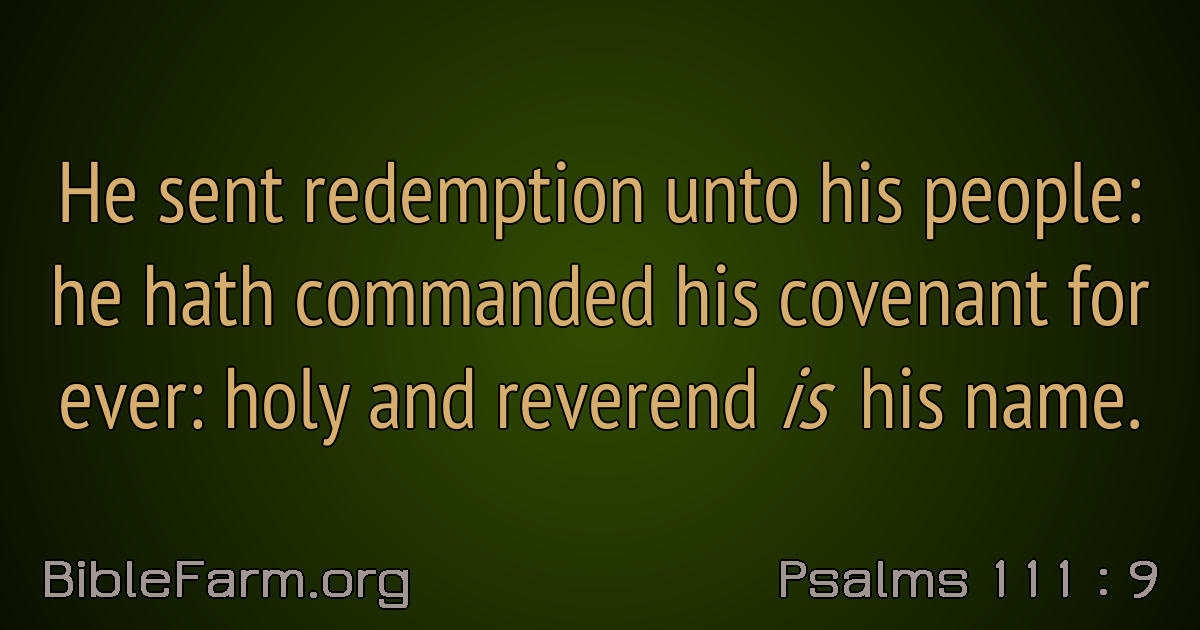 He sent redemption unto his people:
he hath commanded his covenant for
ever: holy and reverend is his name.
BibleFarm.org
Psalms 111 : 9